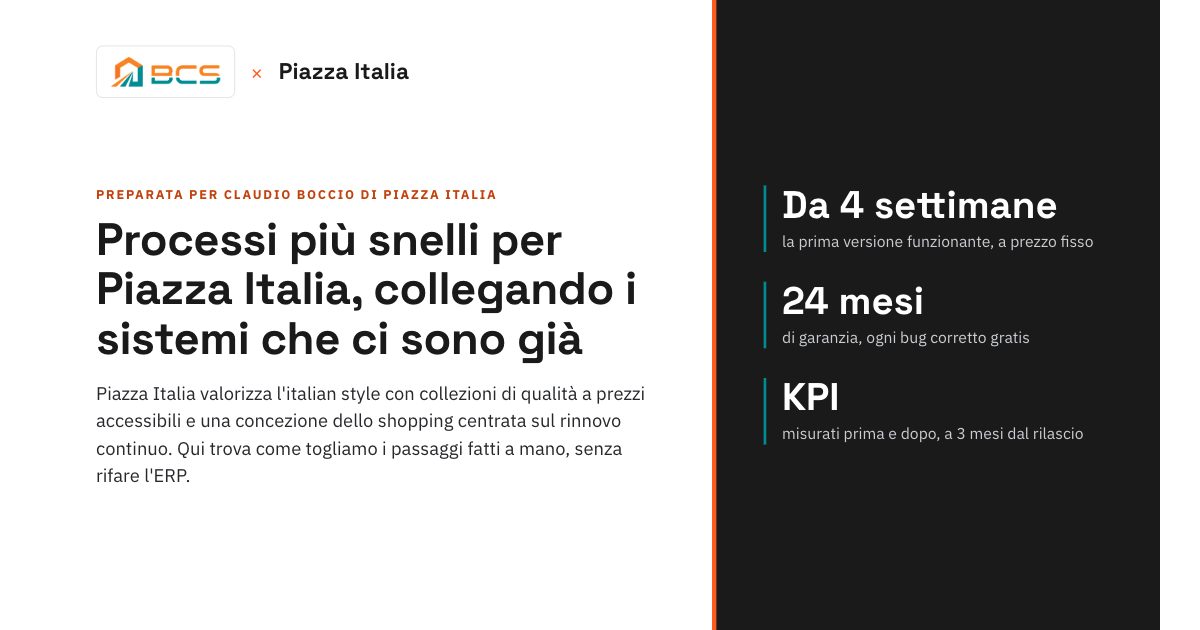 BCS × Piazza Italia
PREPARATA PER CLAUDIO BOCCIO DI PIAZZA ITALIA
Processi più snelli per
Piazza Italia, collegando i
sistemi che ci sono già
Piazza Italia valorizza l'italian style con collezioni di qualità a prezzi
accessibili e una concezione dello shopping centrata sul rinnovo
continuo. Qui trova come togliamo i passaggi fatti a mano, senza
rifare l'ERP.
Da 4 settimane
la prima versione funzionante, a prezzo fisso
24 mesi
di garanzia, ogni bug corretto gratis
KPI
misurati prima e dopo, a 3 mesi dal rilascio